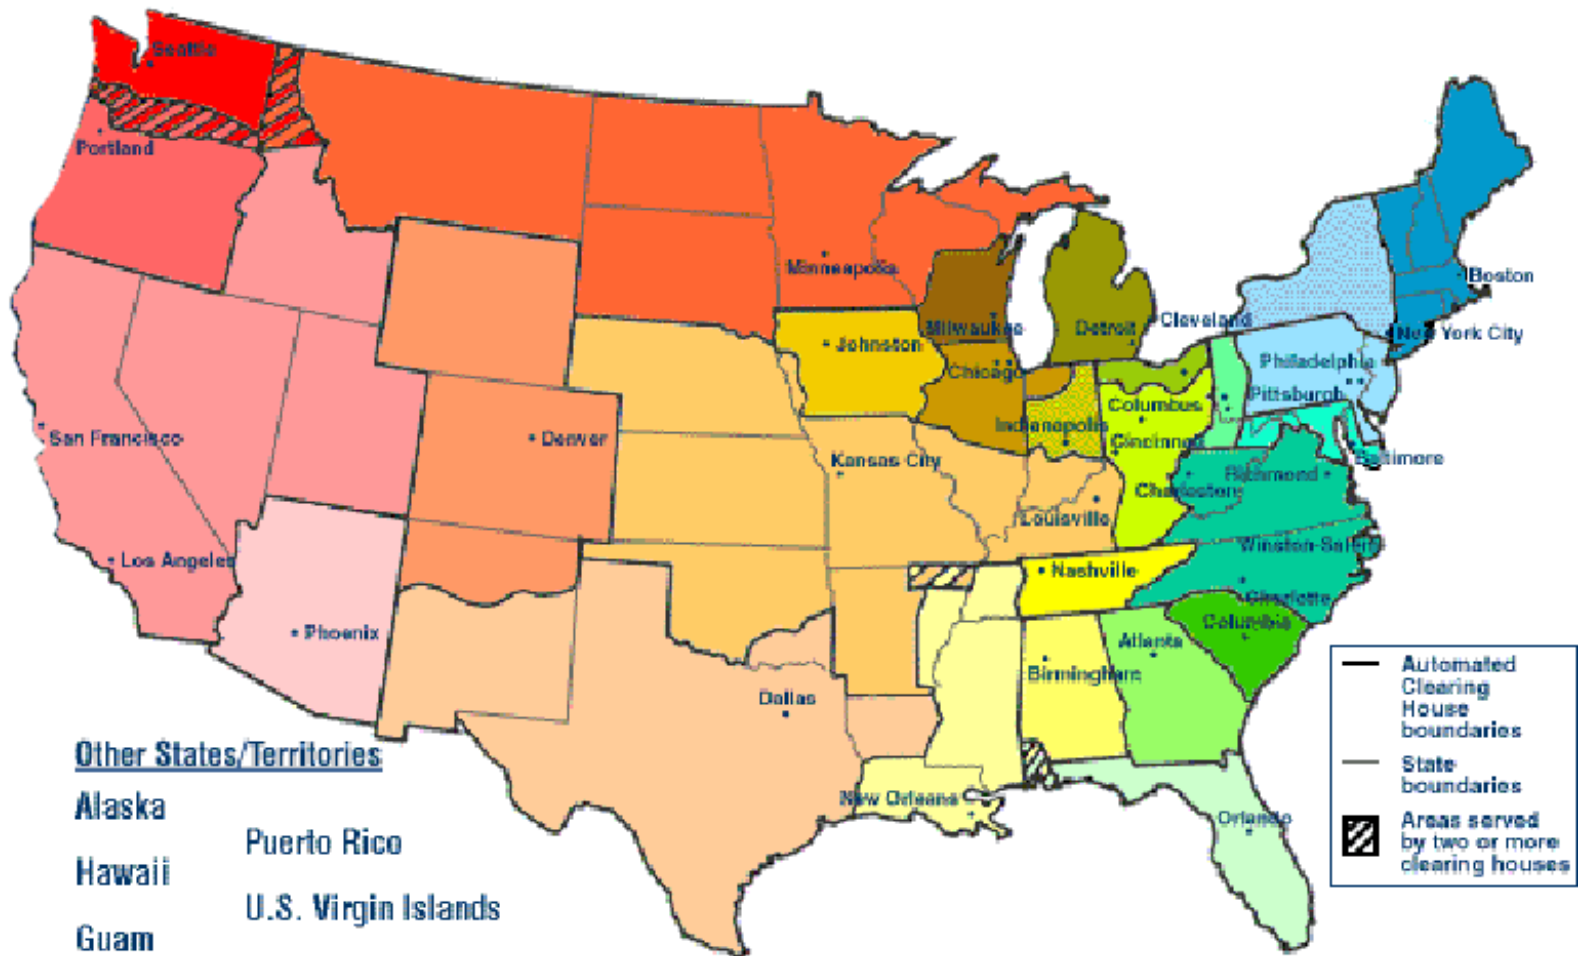 Seattle
Portland
Minneapolis
Boston
Milwaukee
Detroit
Cleveland
New York City
Johnston
Chicago
Philadelphia
Pittsburgh
Columbus
Indianapolis
Cincinnati
San Francisco
Denver
Kansas City
Baltimore
Richmond
Charleston
Louisville
Los Angeles
Nashville
Winston-Salem
Charlotte
Phoenix
Columbia
Atlanta
Birmingham
Dallas
New Orleans
Orlando
Other States/Territories
Alaska
Puerto Rico
Hawaii
U.S. Virgin Islands
Guam
Automated
Clearing
House
boundaries
State
boundaries
Areas served
by two or more
clearing houses